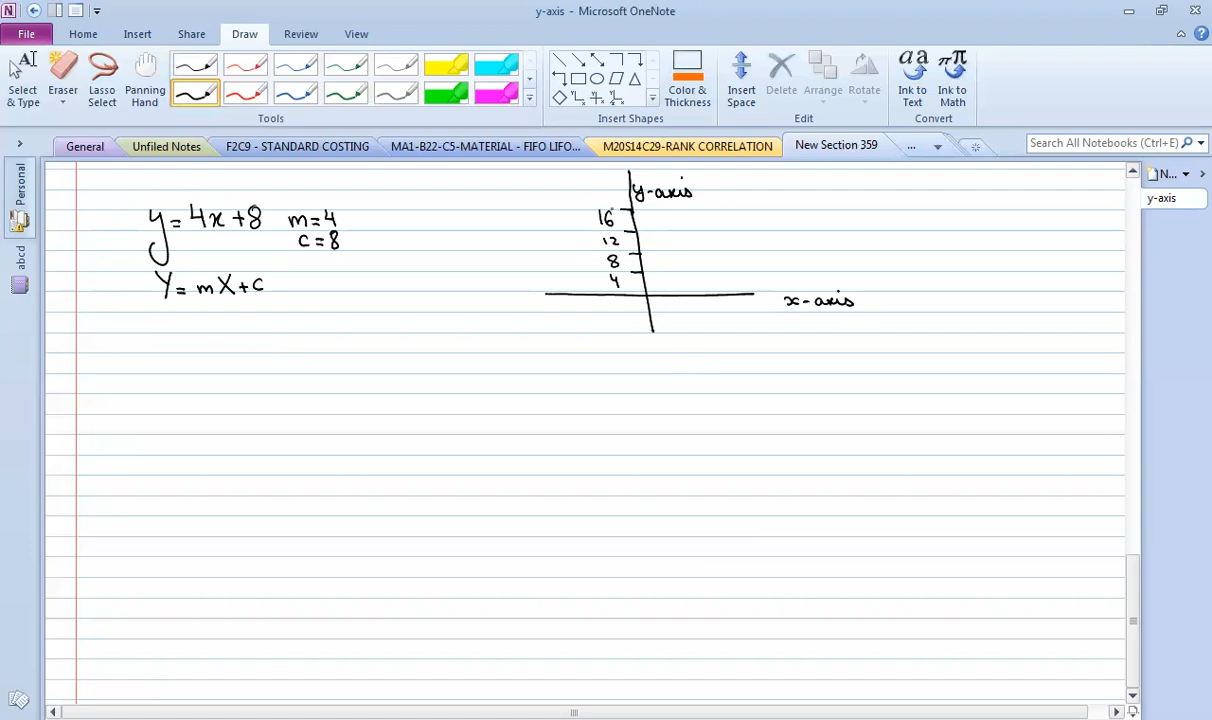 y-axis - Microsoft OneNote
File Home Insert Share Draw Review View
Select & Type
Eraser
Lasso Select
Panning Hand
Color & Thickness
Insert Space
Delete
Arrange
Rotate
Ink to Text
Ink to Math
Tools
Insert Shapes
Edit
Convert
General
Unfiled Notes
F2C9 - STANDARD COSTING
MA1-B22-C5-MATERIAL - FIFO LIFO...
M20S14C29-RANK CORRELATION
New Section 359
...
Search All Notebooks (Ctrl+E)
Personal
abcd
N...
y-axis
y = 4x + 8 m = 4
c = 8
Y = mX + c
y-axis
16
12
8
4
x-axis